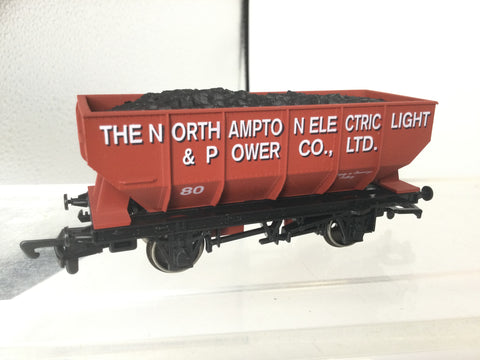 THE NORTHAMPTON ELECTRIC LIGHT
& POWER CO., LTD.
80